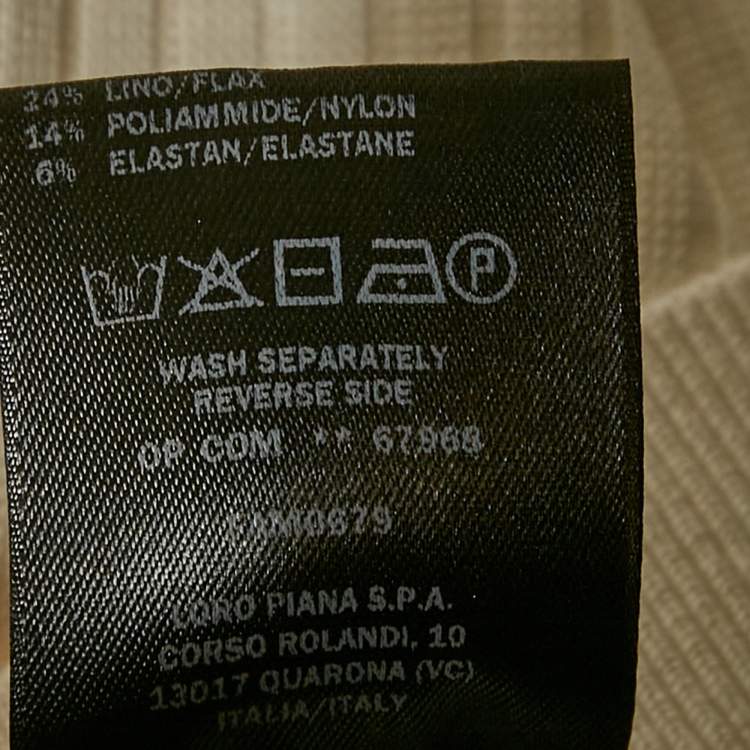 24% LINO/FLAX
14% POLIAMMIDE/NYLON
6% ELASTAN/ELASTANE
P
WASH SEPARATELY
REVERSE SIDE
OP COM ** 67968
LORO PIANA S.P.A.
CORSO ROLANDI, 10
13017 QUARONA (VC)
ITALIA/ITALY